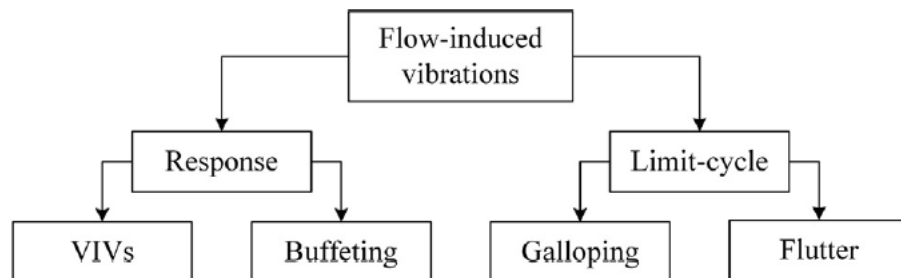 Flow-induced
vibrations
Response
Limit-cycle
VIVs
Buffeting
Galloping
Flutter